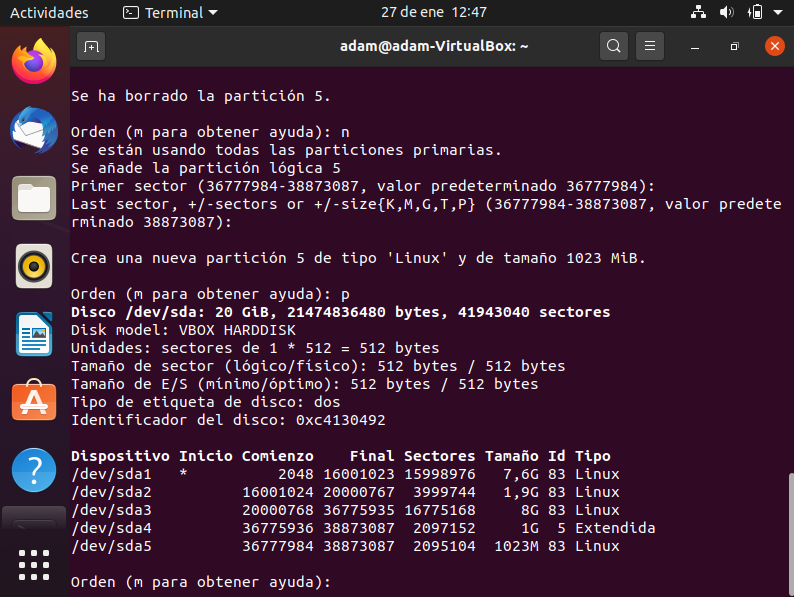 Actividades Terminal 27 de ene 12:47
adam@adam-VirtualBox: ~
Se ha borrado la partición 5.
Orden (m para obtener ayuda): n
Se están usando todas las particiones primarias.
Se añade la partición lógica 5
Primer sector (36777984-38873087, valor predeterminado 36777984):
Last sector, +/-sectors or +/-size{K,M,G,T,P} (36777984-38873087, valor predete
rminado 38873087):
Crea una nueva partición 5 de tipo 'Linux' y de tamaño 1023 MiB.
Orden (m para obtener ayuda): p
Disco /dev/sda: 20 GiB, 21474836480 bytes, 41943040 sectores
Disk model: VBOX HARDDISK
Unidades: sectores de 1 * 512 = 512 bytes
Tamaño de sector (lógico/físico): 512 bytes / 512 bytes
Tamaño de E/S (mínimo/óptimo): 512 bytes / 512 bytes
Tipo de etiqueta de disco: dos
Identificador del disco: 0xc4130492
Dispositivo Inicio Comienzo    Final Sectores Tamaño Id Tipo
/dev/sda1   *          2048 16001023 15998976   7,6G 83 Linux
/dev/sda2          16001024 20000767  3999744   1,9G 83 Linux
/dev/sda3          20000768 36775935 16775168     8G 83 Linux
/dev/sda4          36775936 38873087  2097152     1G  5 Extendida
/dev/sda5          36777984 38873087  2095104  1023M 83 Linux
Orden (m para obtener ayuda):